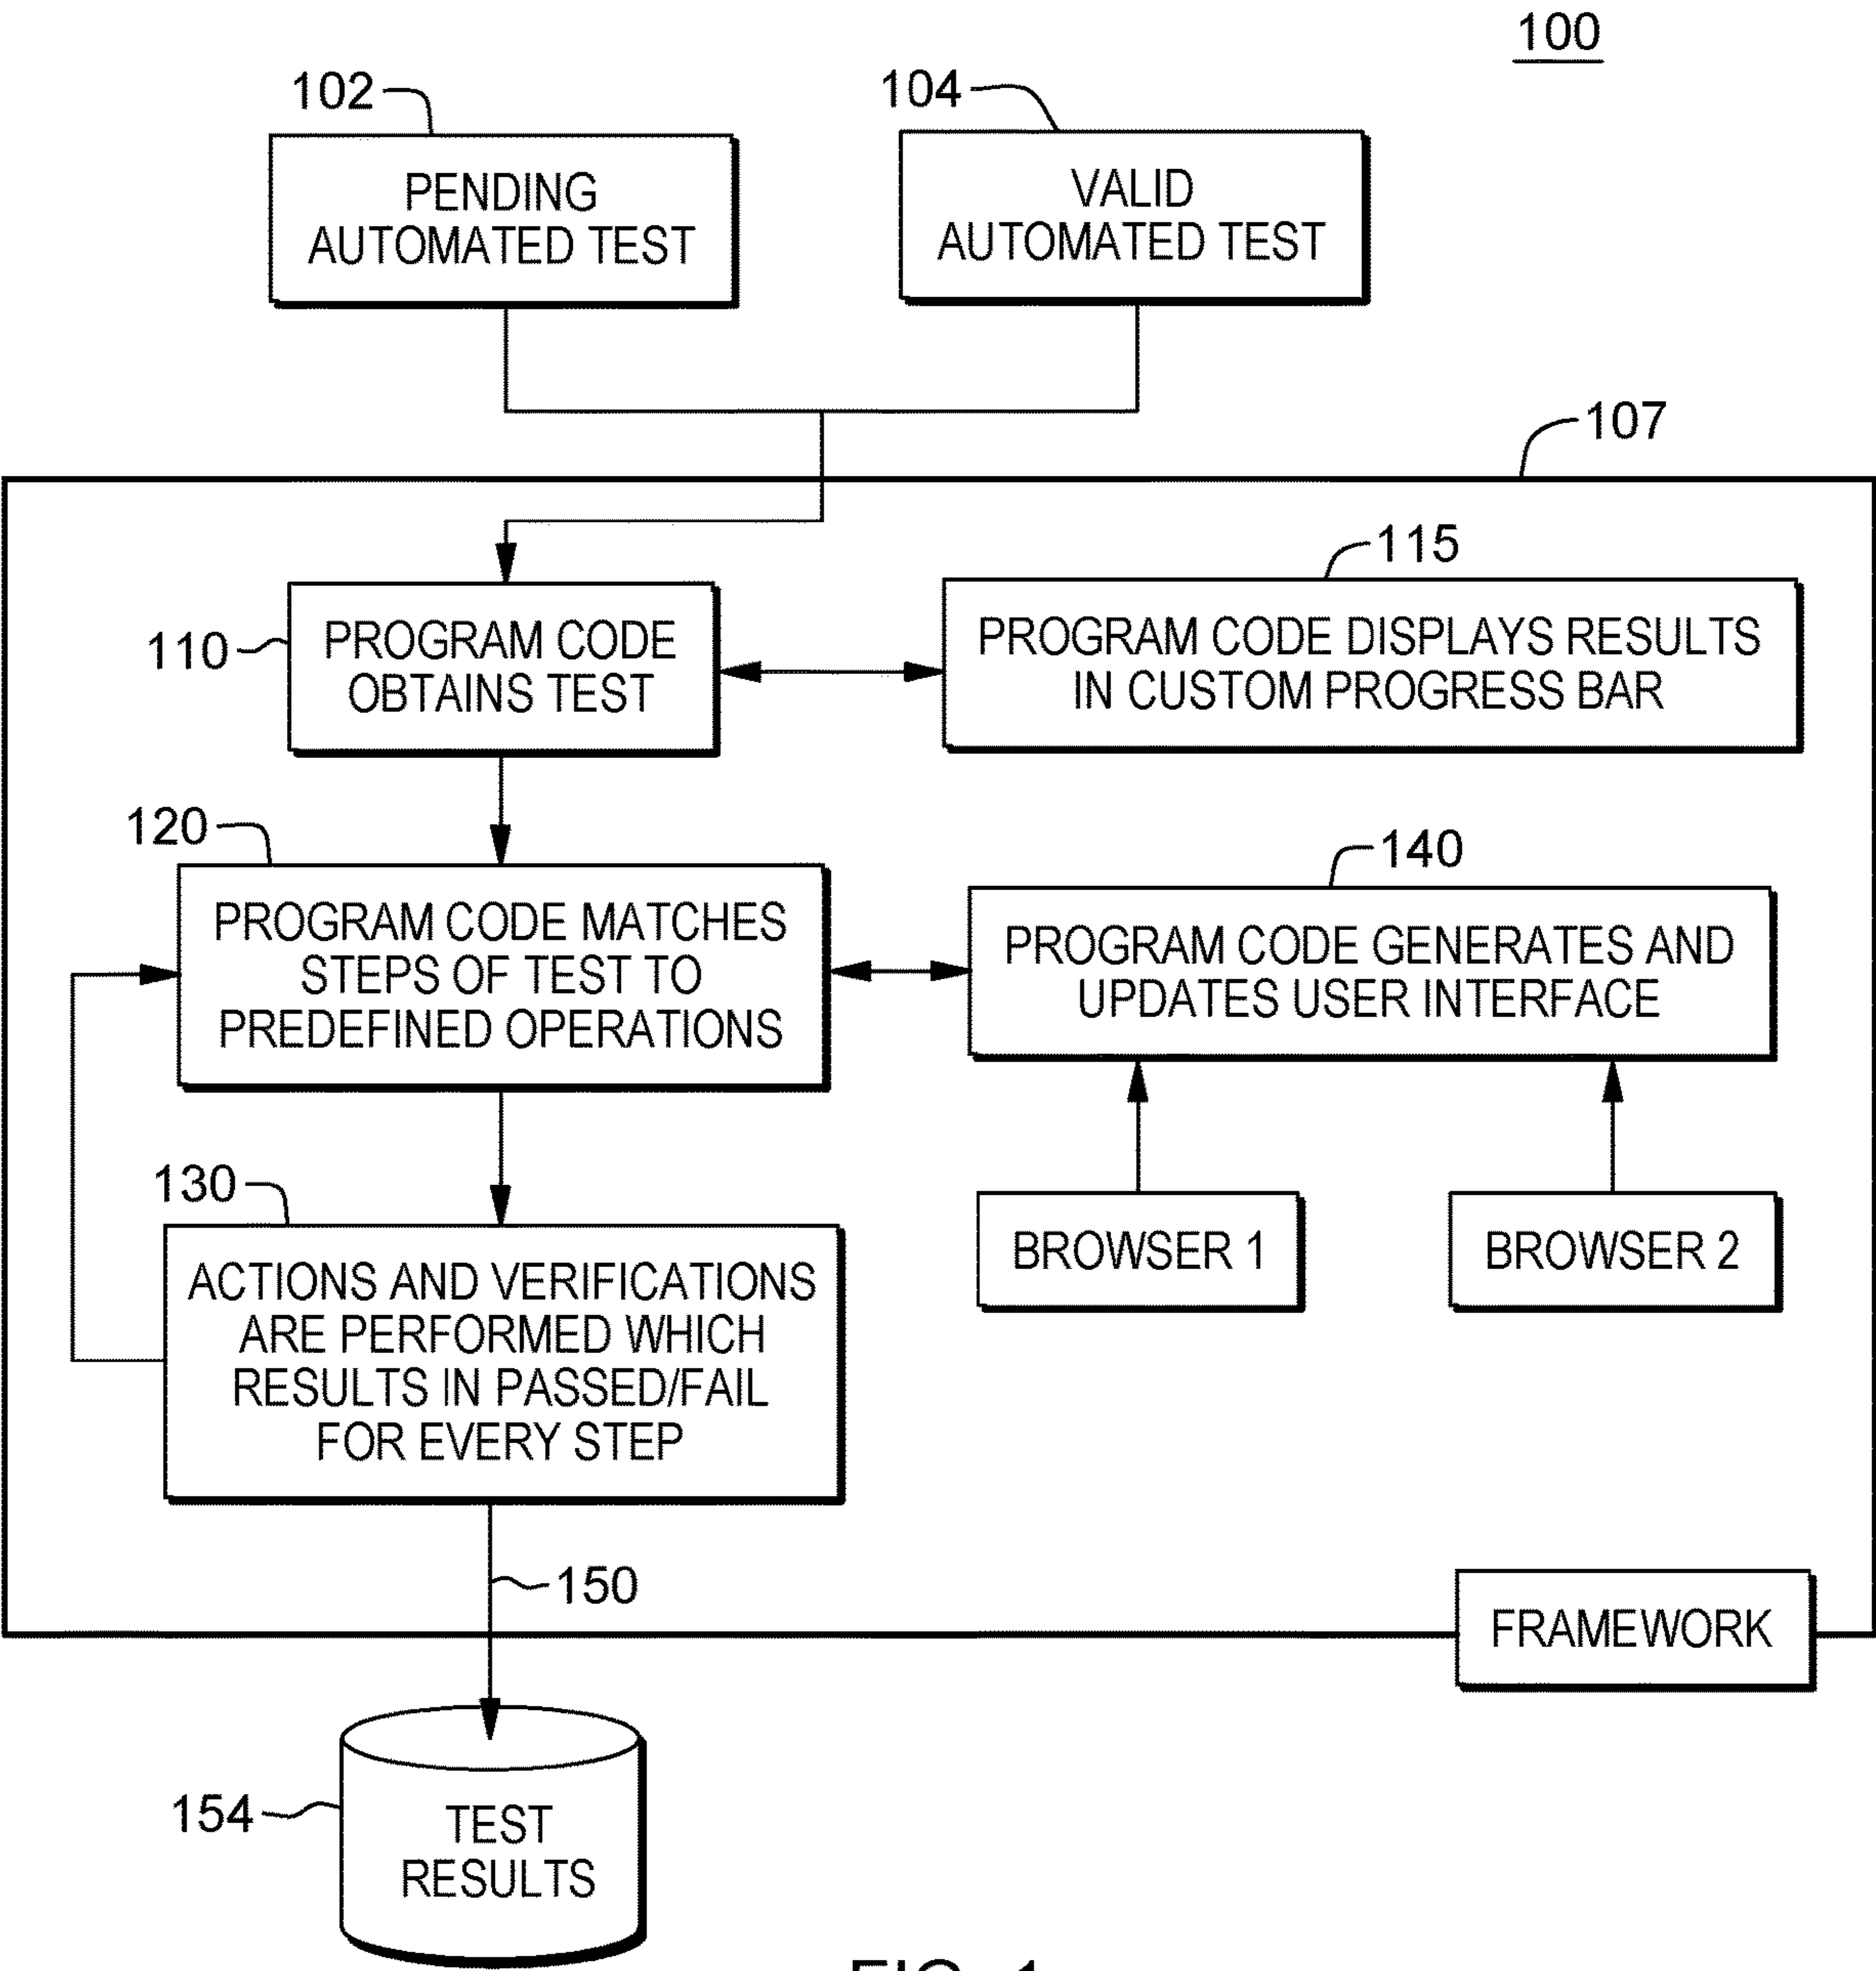 100
102
104
PENDING
AUTOMATED TEST
VALID
AUTOMATED TEST
107
110
PROGRAM CODE
OBTAINS TEST
115
PROGRAM CODE DISPLAYS RESULTS
IN CUSTOM PROGRESS BAR
120
PROGRAM CODE MATCHES
STEPS OF TEST TO
PREDEFINED OPERATIONS
140
PROGRAM CODE GENERATES AND
UPDATES USER INTERFACE
130
ACTIONS AND VERIFICATIONS
ARE PERFORMED WHICH
RESULTS IN PASSED/FAIL
FOR EVERY STEP
BROWSER 1
BROWSER 2
150
FRAMEWORK
154
TEST
RESULTS
FIG. 1